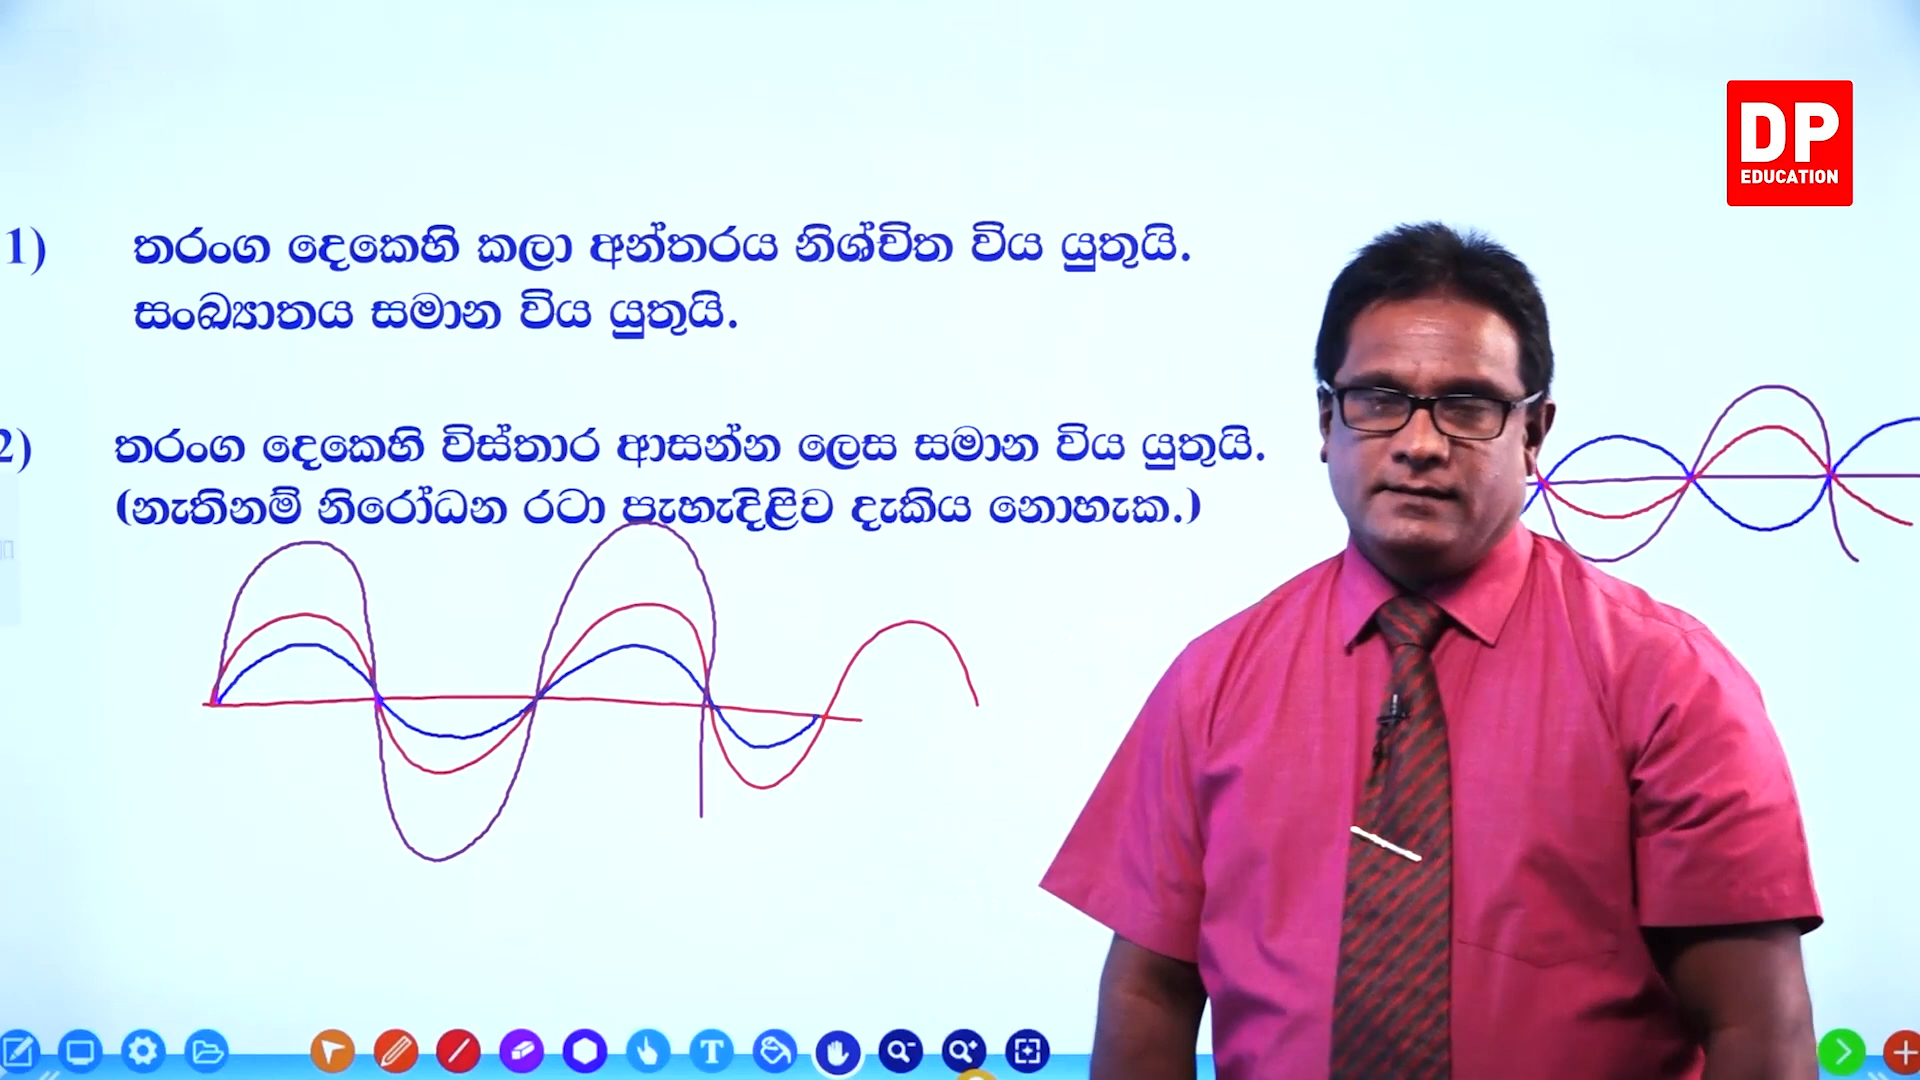 DP
EDUCATION
1) තරංග දෙකෙහි කලා අන්තරය නිශ්චිත විය යුතුයි.
සංඛ්‍යාතය සමාන විය යුතුයි.
2) තරංග දෙකෙහි විස්තාර ආසන්න ලෙස සමාන විය යුතුයි.
(නැතිනම් නිරෝධන රටා පැහැදිළිව දැකිය නොහැක.)